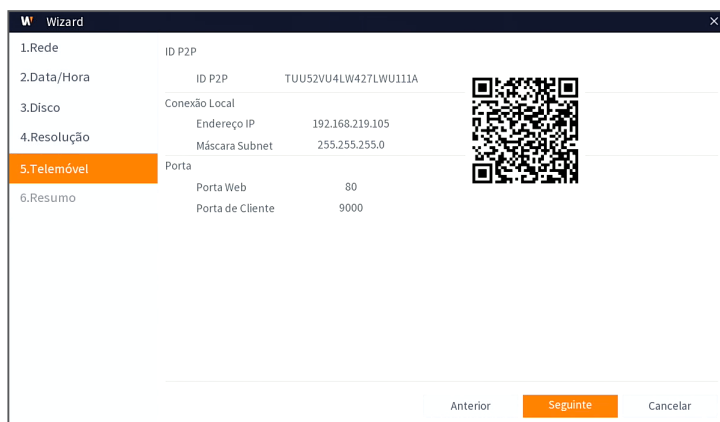 Wizard
1.Rede
2.Data/Hora
3.Disco
4.Resolução
5.Telemóvel
6.Resumo
ID P2P
ID P2P TUU52VU4LW427LWU111A
Conexão Local
Endereço IP 192.168.219.105
Máscara Subnet 255.255.255.0
Porta
Porta Web 80
Porta de Cliente 9000
Anterior Seguinte Cancelar